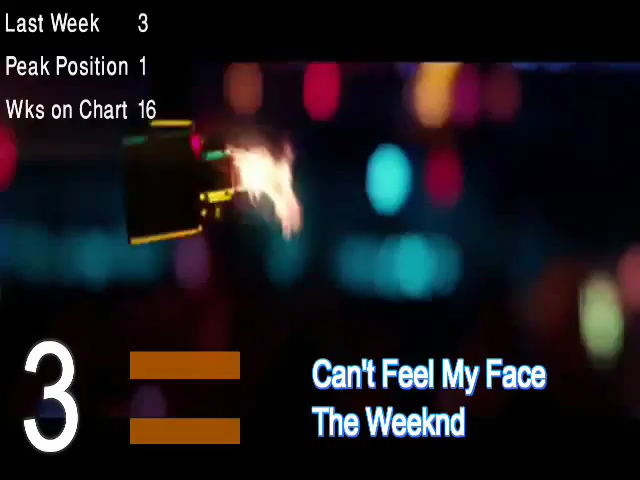 Last Week 3
Peak Position 1
Wks on Chart 16
3
Can't Feel My Face
The Weeknd